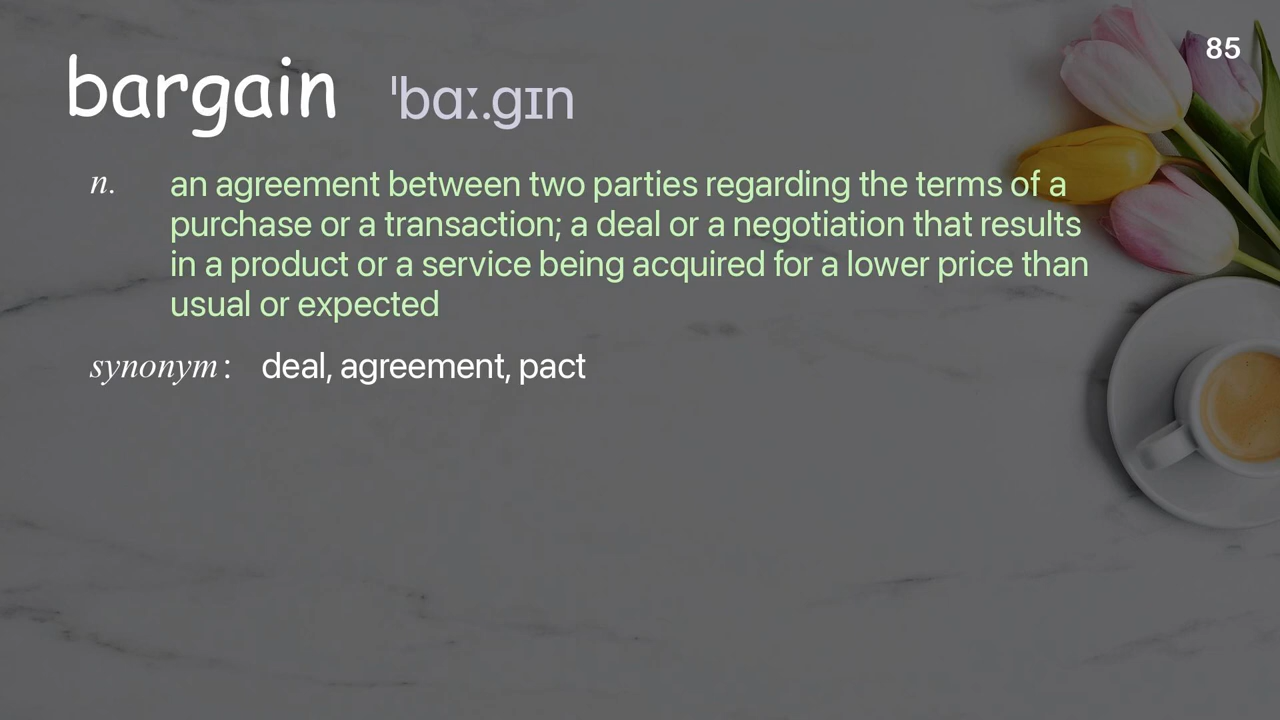 85
bargain ˈbɑː.ɡɪn
n. an agreement between two parties regarding the terms of a
purchase or a transaction; a deal or a negotiation that results
in a product or a service being acquired for a lower price than
usual or expected
synonym: deal, agreement, pact